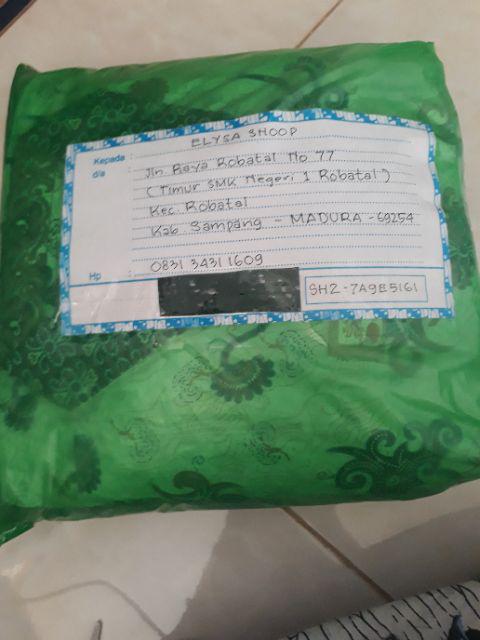 ELYSA SHOOP
Kepada :
d/a : Jln Raya Robatal No 77
(Timur SMK Negeri 1 Robatal)
Kec Robatal
Kab Sampang - MADURA - 69254
Hp : 0831 3431 1609
SHZ-7A9E5161